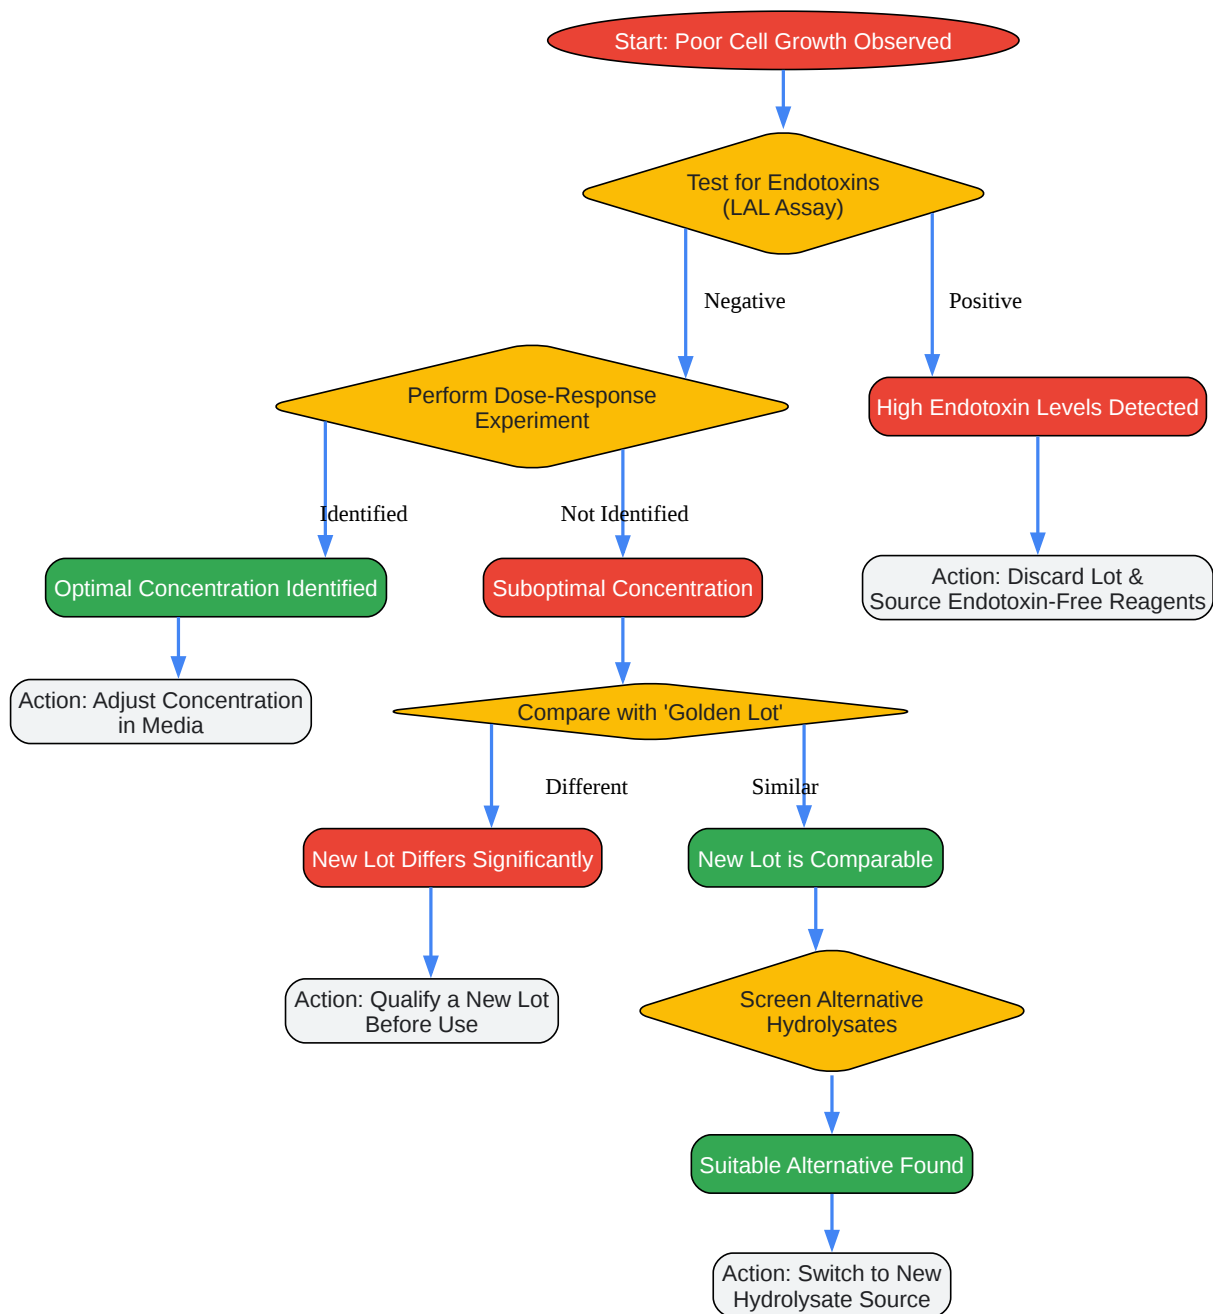 Start: Poor Cell Growth Observed
Test for Endotoxins
(LAL Assay)
Negative
Positive
Perform Dose-Response
Experiment
High Endotoxin Levels Detected
Identified
Not Identified
Optimal Concentration Identified
Suboptimal Concentration
Action: Discard Lot &
Source Endotoxin-Free Reagents
Action: Adjust Concentration
in Media
Compare with 'Golden Lot'
Different
Similar
New Lot Differs Significantly
New Lot is Comparable
Action: Qualify a New Lot
Before Use
Screen Alternative
Hydrolysates
Suitable Alternative Found
Action: Switch to New
Hydrolysate Source